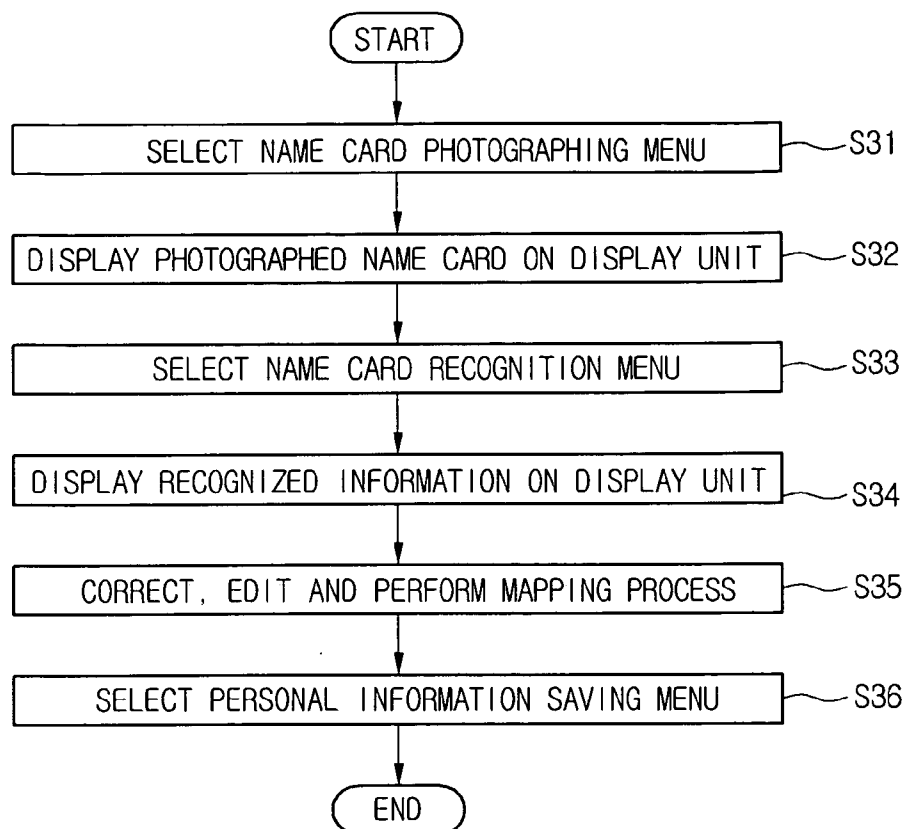 START
SELECT NAME CARD PHOTOGRAPHING MENU S31
DISPLAY PHOTOGRAPHED NAME CARD ON DISPLAY UNIT S32
SELECT NAME CARD RECOGNITION MENU S33
DISPLAY RECOGNIZED INFORMATION ON DISPLAY UNIT S34
CORRECT, EDIT AND PERFORM MAPPING PROCESS S35
SELECT PERSONAL INFORMATION SAVING MENU S36
END